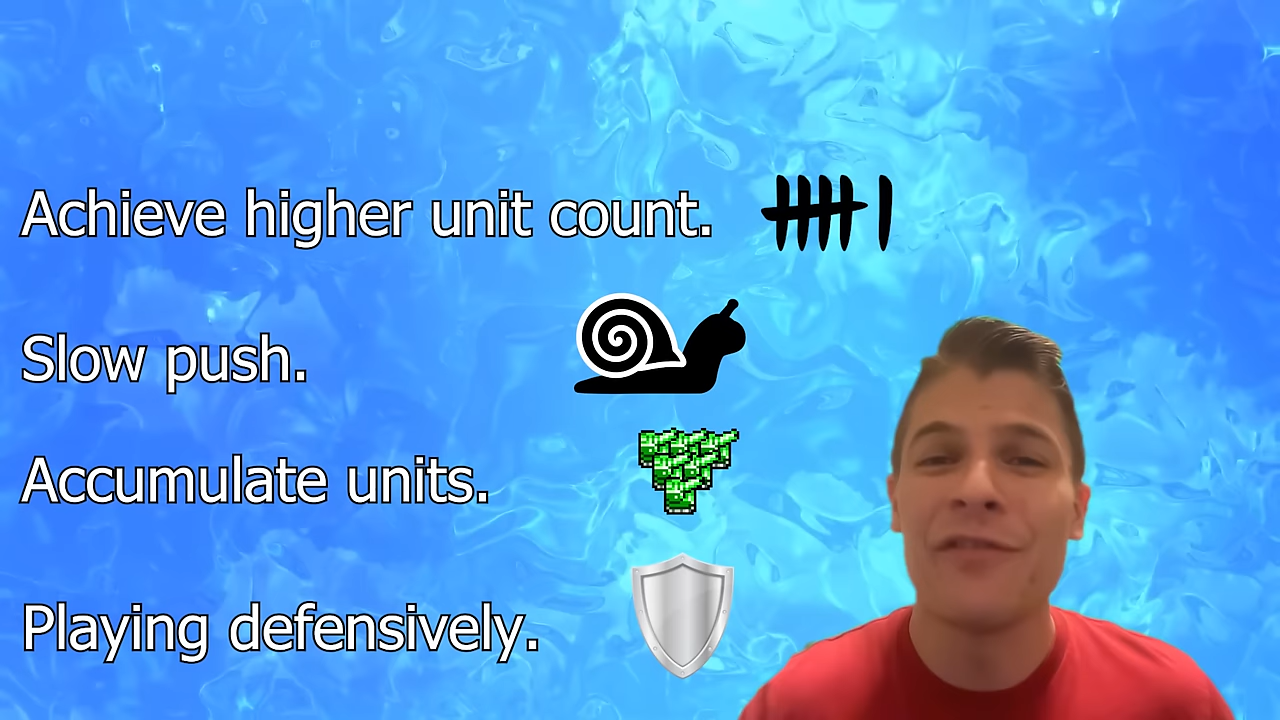 Achieve higher unit count.
Slow push.
Accumulate units.
Playing defensively.